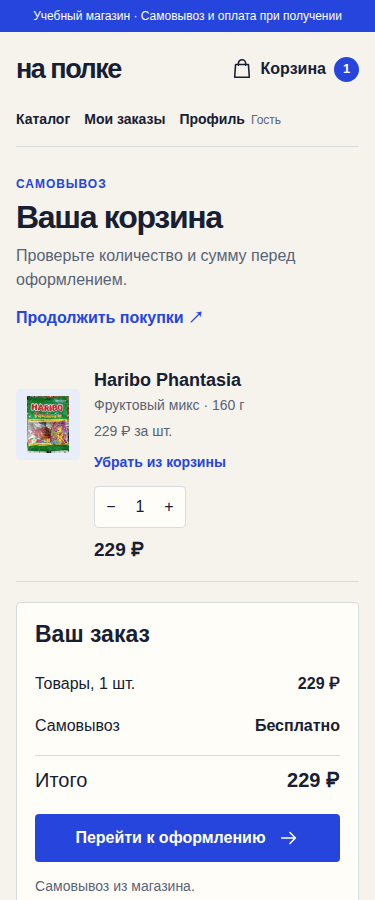 Учебный магазин · Самовывоз и оплата при получении
на полке
Корзина 1
Каталог Мои заказы Профиль Гость
САМОВЫВОЗ
Ваша корзина
Проверьте количество и сумму перед
оформлением.
Продолжить покупки ↗
HARIBO
Haribo Phantasia
Фруктовый микс · 160 г
229 ₽ за шт.
Убрать из корзины
− 1 +
229 ₽
Ваш заказ
Товары, 1 шт. 229 ₽
Самовывоз Бесплатно
Итого 229 ₽
Перейти к оформлению →
Самовывоз из магазина.